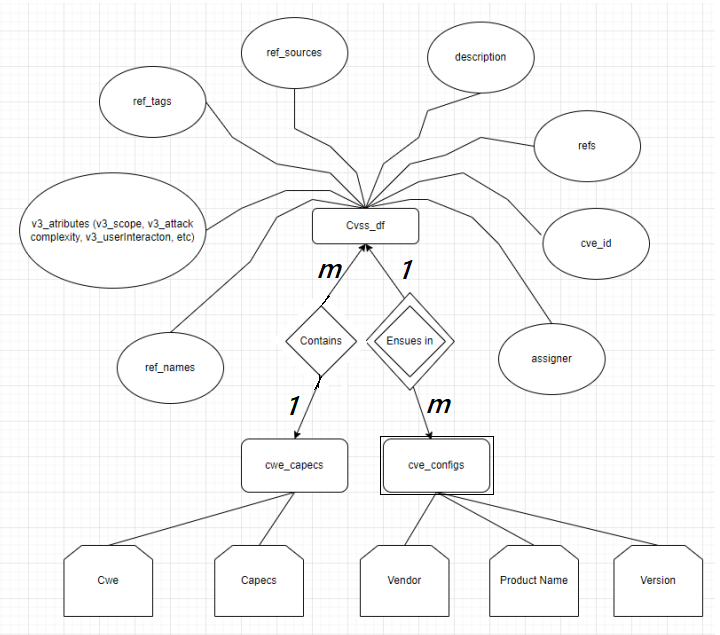 ref_sources
description
ref_tags
refs
v3_atributes (v3_scope, v3_attack
complexity, v3_userInteracton, etc)
Cvss_df
cve_id
m
1
Contains
Ensues in
ref_names
assigner
1
m
cwe_capecs
cve_configs
Cwe
Capecs
Vendor
Product Name
Version